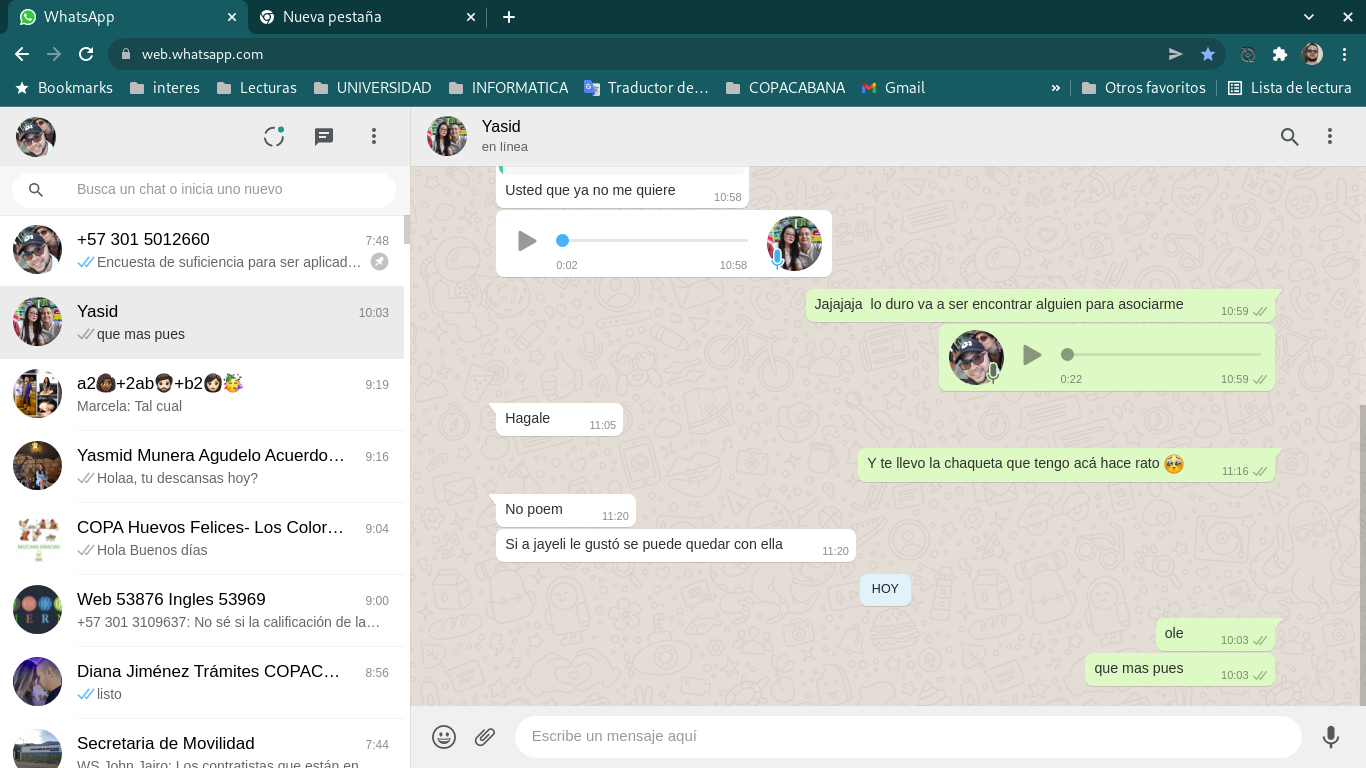 WhatsApp
Nueva pestaña
web.whatsapp.com
Bookmarks interes Lecturas UNIVERSIDAD INFORMATICA Traductor de… COPACABANA Gmail » Otros favoritos Lista de lectura
Busca un chat o inicia uno nuevo
+57 301 5012660 7:48
Encuesta de suficiencia para ser aplicad…
Yasid 10:03
que mas pues
a2👩🏾+2ab🧔🏻+b2👩🏻🥳 9:19
Marcela: Tal cual
Yasmid Munera Agudelo Acuerdo… 9:16
Holaa, tu descansas hoy?
COPA Huevos Felices- Los Color… 9:04
Hola Buenos días
Web 53876 Ingles 53969 9:00
+57 301 3109637: No sé si la calificación de la…
Diana Jiménez Trámites COPAC… 8:56
listo
Secretaria de Movilidad 7:44
WS John Jairo: Los contratistas que están en
Yasid
en línea
Usted que ya no me quiere 10:58
0:02 10:58
Jajajaja  lo duro va a ser encontrar alguien para asociarme 10:59
0:22 10:59
Hagale 11:05
Y te llevo la chaqueta que tengo acá hace rato 🥺 11:16
No poem 11:20
Si a jayeli le gustó se puede quedar con ella 11:20
HOY
ole 10:03
que mas pues 10:03
Escribe un mensaje aquí